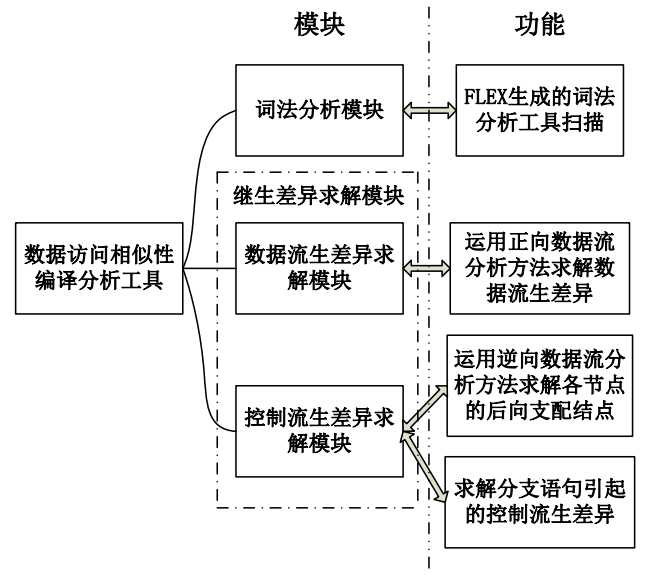 模块
功能
词法分析模块
FLEX生成的词法
分析工具扫描
继生差异求解模块
数据访问相似性
编译分析工具
数据流生差异求
解模块
运用正向数据流
分析方法求解数
据流生差异
控制流生差异求
解模块
运用逆向数据流分
析方法求解各节点
的后向支配结点
求解分支语句引起
的控制流生差异